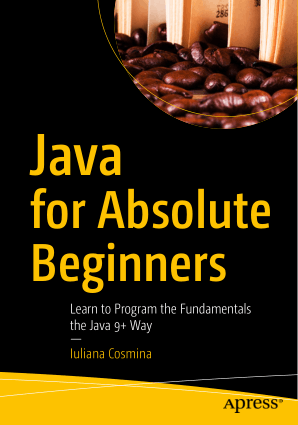 Java
for Absolute
Beginners
Learn to Program the Fundamentals
the Java 9+ Way
—
Iuliana Cosmina
Apress®